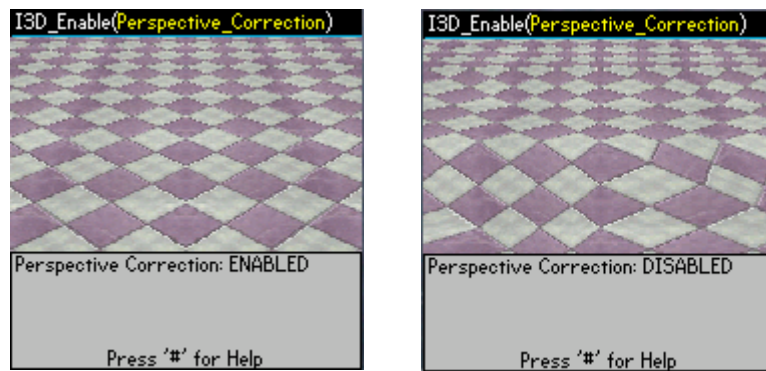 I3D_Enable(Perspective_Correction)
Perspective Correction: ENABLED
Press '#' for Help
I3D_Enable(Perspective_Correction)
Perspective Correction: DISABLED
Press '#' for Help